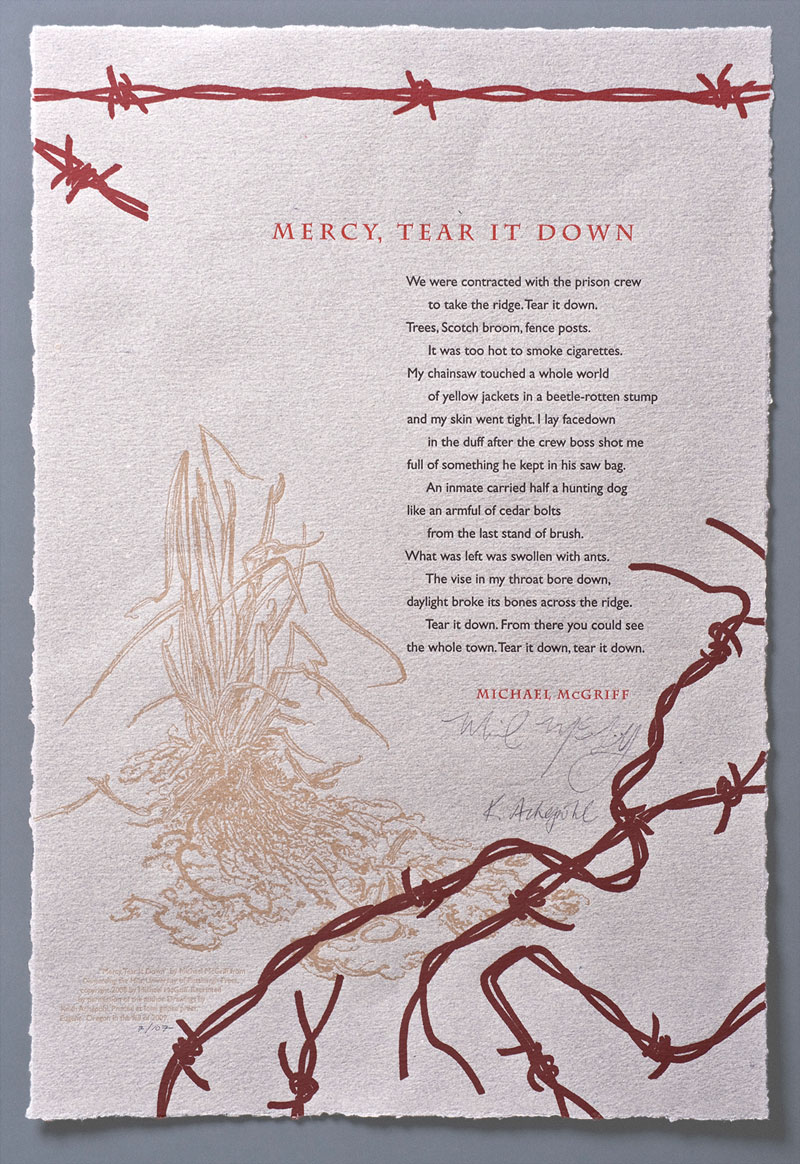 MERCY, TEAR IT DOWN
We were contracted with the prison crew
to take the ridge. Tear it down.
Trees, Scotch broom, fence posts.
It was too hot to smoke cigarettes.
My chainsaw touched a whole world
of yellow jackets in a beetle-rotten stump
and my skin went tight. I lay facedown
in the duff after the crew boss shot me
full of something he kept in his saw bag.
An inmate carried half a hunting dog
like an armful of cedar bolts
from the last stand of brush.
What was left was swollen with ants.
The vise in my throat bore down,
daylight broke its bones across the ridge.
Tear it down. From there you could see
the whole town. Tear it down, tear it down.
MICHAEL McGRIFF
K. Achepohl
"Mercy, Tear It Down" by Michael McGriff from
University of Pittsburgh Press,
copyright 2008 by Michael McGriff. Reprinted
by permission of the author. Drawings by
Keith Achepohl. Printed at
Oregon in the fall of 2009.
/107